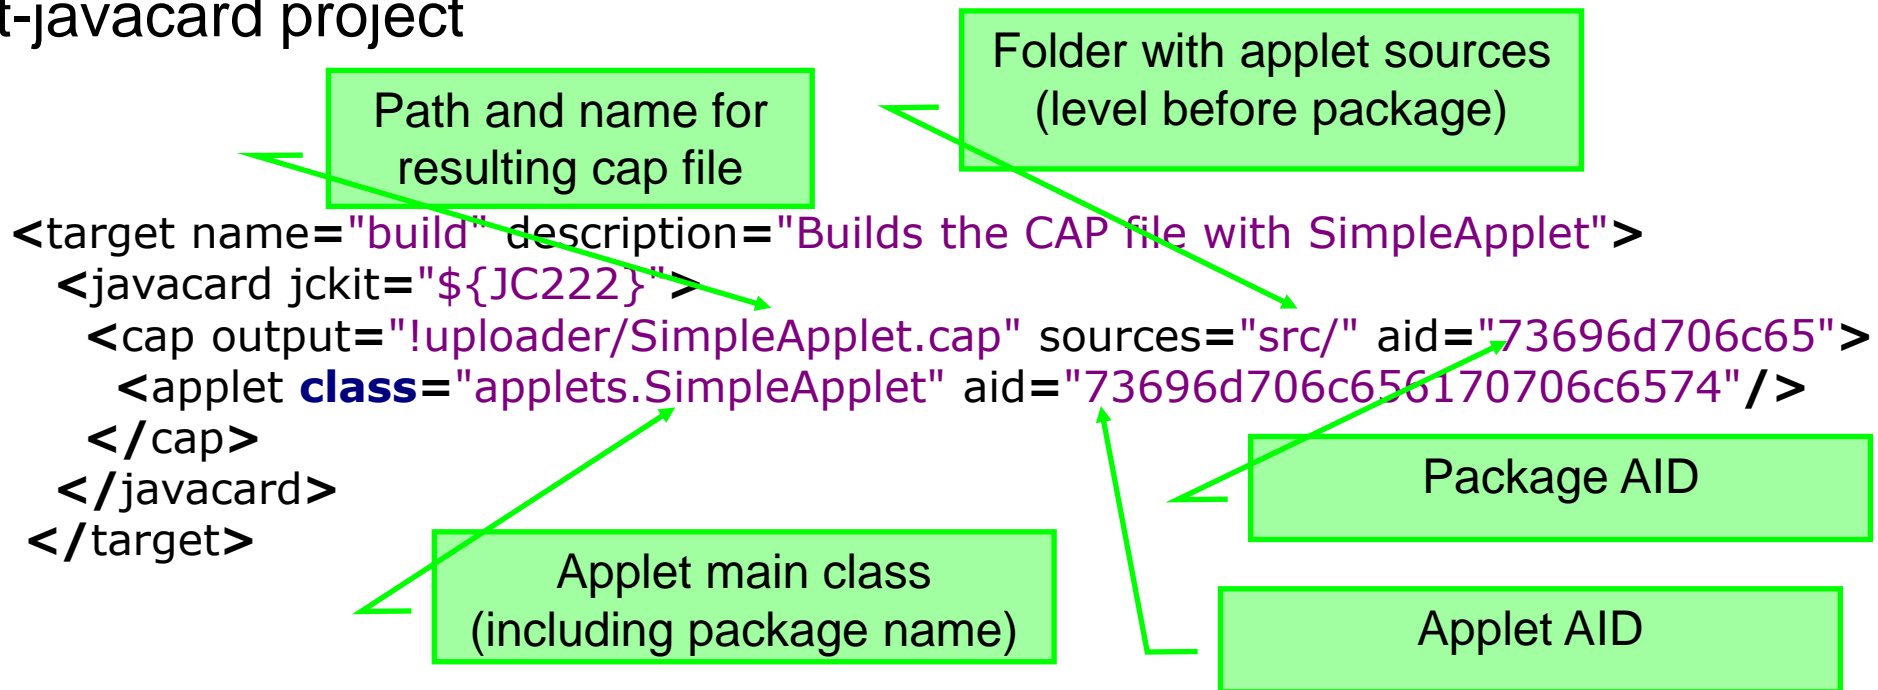 t-javacard project
Folder with applet sources
(level before package)
Path and name for
resulting cap file
<target name="build" description="Builds the CAP file with SimpleApplet">
<javacard jckit="${JC222}">
<cap output="!uploader/SimpleApplet.cap" sources="src/" aid="73696d706c65">
<applet class="applets.SimpleApplet" aid="73696d706c656170706c6574"/>
</cap>
</javacard>
</target>
Package AID
Applet main class
(including package name)
Applet AID